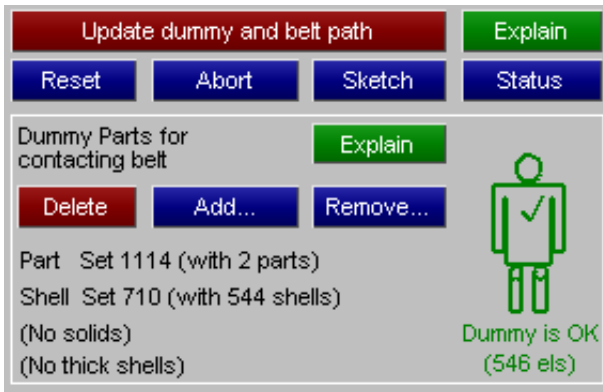 Update dummy and belt path
Explain
Reset
Abort
Sketch
Status
Dummy Parts for
contacting belt
Explain
Delete
Add...
Remove...
Part Set 1114 (with 2 parts)
Shell Set 710 (with 544 shells)
(No solids)
(No thick shells)
Dummy is OK
(546 els)